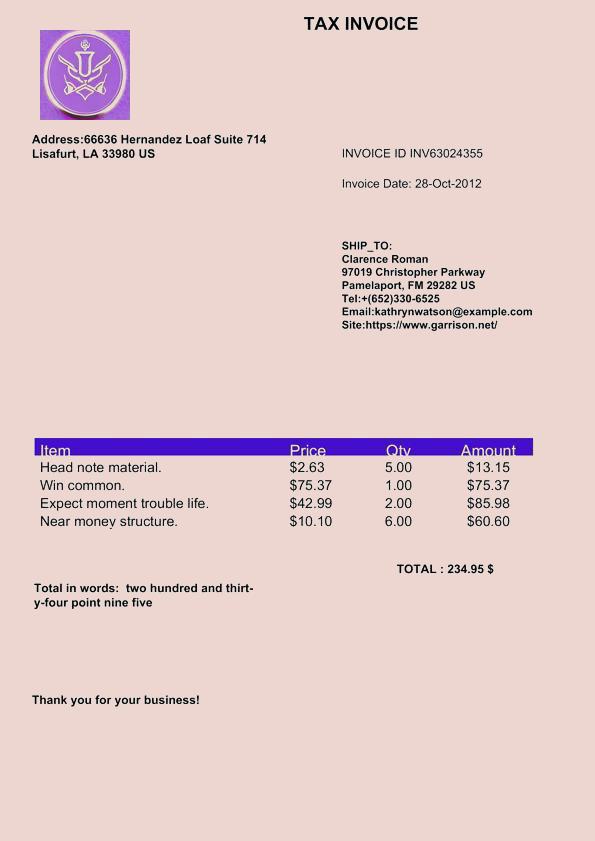 TAX INVOICE
Address:66636 Hernandez Loaf Suite 714
Lisafurt, LA 33980 US
INVOICE ID INV63024355
Invoice Date: 28-Oct-2012
SHIP_TO:
Clarence Roman
97019 Christopher Parkway
Pamelaport, FM 29282 US
Tel:+(652)330-6525
Email:kathrynwatson@example.com
Site:https://www.garrison.net/
Item Price Qty Amount
Head note material. $2.63 5.00 $13.15
Win common. $75.37 1.00 $75.37
Expect moment trouble life. $42.99 2.00 $85.98
Near money structure. $10.10 6.00 $60.60
TOTAL : 234.95 $
Total in words: two hundred and thirt-
y-four point nine five
Thank you for your business!